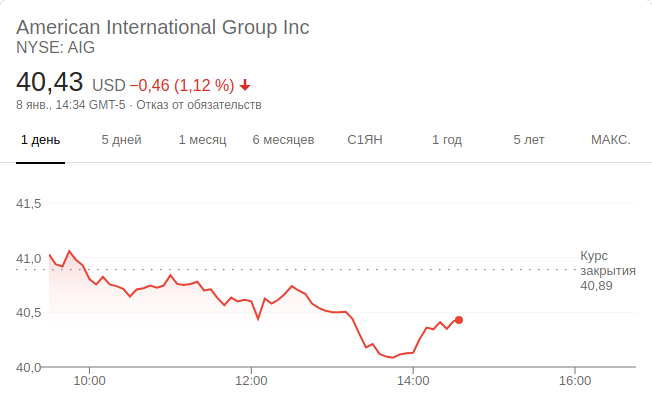 American International Group Inc
NYSE: AIG
40,43 USD −0,46 (1,12 %)
8 янв., 14:34 GMT-5 · Отказ от обязательств
1 день 5 дней 1 месяц 6 месяцев С1ЯН 1 год 5 лет МАКС.
41,5
41,0
Курс
закрытия
40,89
40,5
40,0
10:00 12:00 14:00 16:00